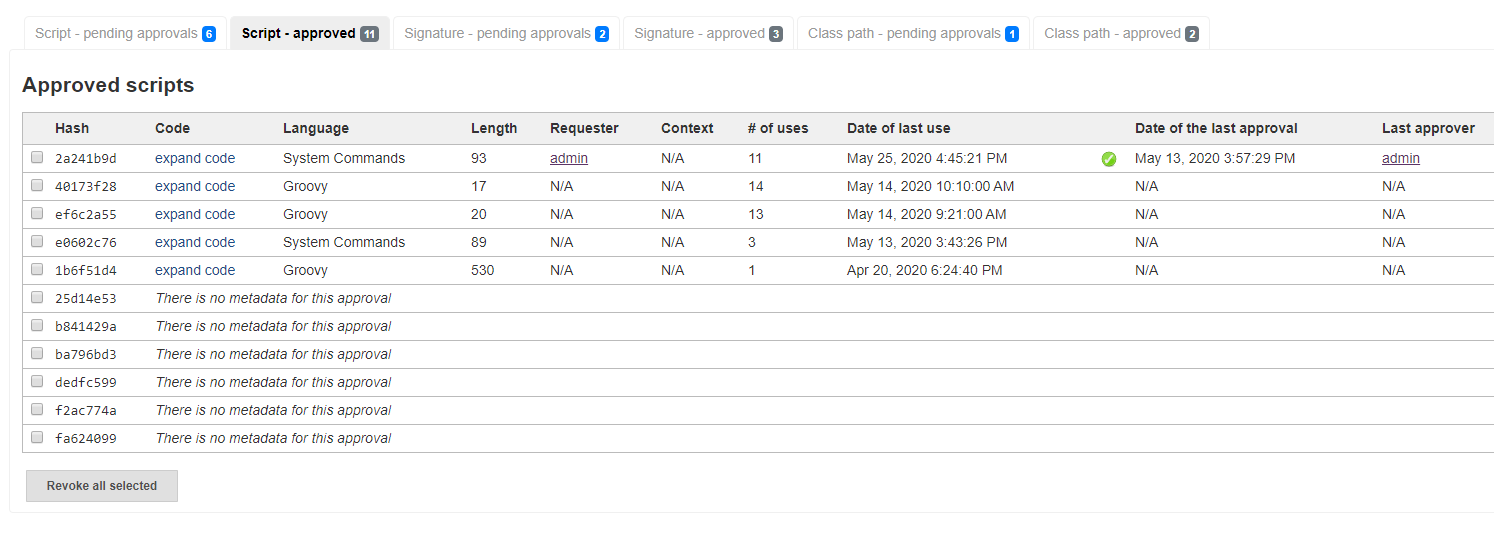 Script - pending approvals 6 Script - approved 11 Signature - pending approvals 2 Signature - approved 3 Class path - pending approvals 1 Class path - approved 2
Approved scripts
Hash Code Language Length Requester Context # of uses Date of last use Date of the last approval Last approver
2a241b9d expand code System Commands 93 admin N/A 11 May 25, 2020 4:45:21 PM May 13, 2020 3:57:29 PM admin
40173f28 expand code Groovy 17 N/A N/A 14 May 14, 2020 10:10:00 AM N/A N/A
ef6c2a55 expand code Groovy 20 N/A N/A 13 May 14, 2020 9:21:00 AM N/A N/A
e0602c76 expand code System Commands 89 N/A N/A 3 May 13, 2020 3:43:26 PM N/A N/A
1b6f51d4 expand code Groovy 530 N/A N/A 1 Apr 20, 2020 6:24:40 PM N/A N/A
25d14e53 There is no metadata for this approval
b841429a There is no metadata for this approval
ba796bd3 There is no metadata for this approval
dedfc599 There is no metadata for this approval
f2ac774a There is no metadata for this approval
fa624099 There is no metadata for this approval
Revoke all selected